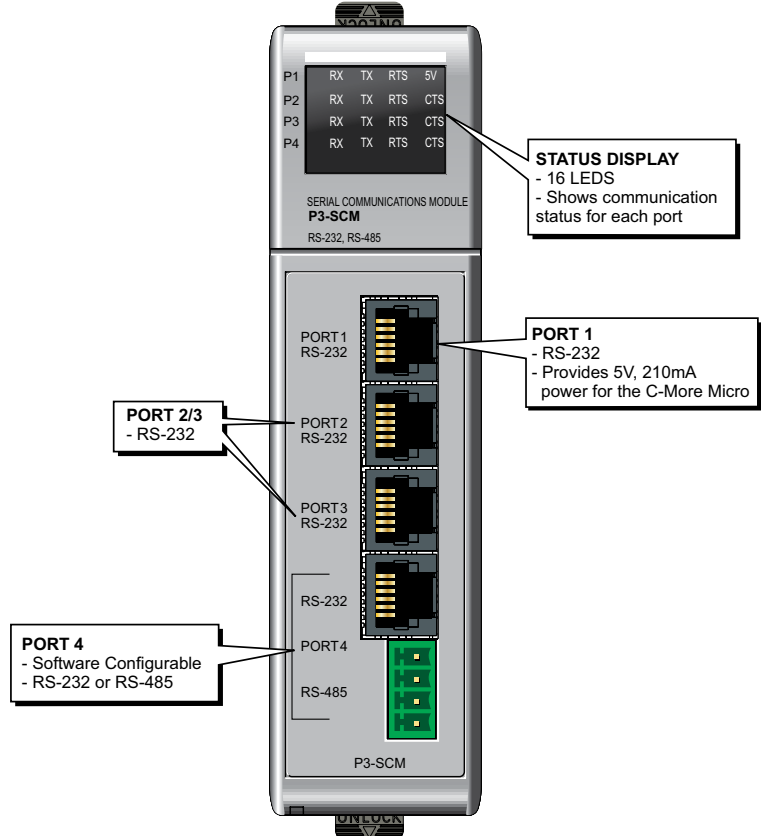 UNLOCK
P1 RX TX RTS 5V
P2 RX TX RTS CTS
P3 RX TX RTS CTS
P4 RX TX RTS CTS
STATUS DISPLAY
- 16 LEDS
- Shows communication
status for each port
SERIAL COMMUNICATIONS MODULE
P3-SCM
RS-232, RS-485
PORT1
RS-232
PORT 1
- RS-232
- Provides 5V, 210mA
power for the C-More Micro
PORT 2/3
- RS-232
PORT2
RS-232
PORT3
RS-232
RS-232
PORT4
RS-485
PORT 4
- Software Configurable
- RS-232 or RS-485
P3-SCM
UNLOCK